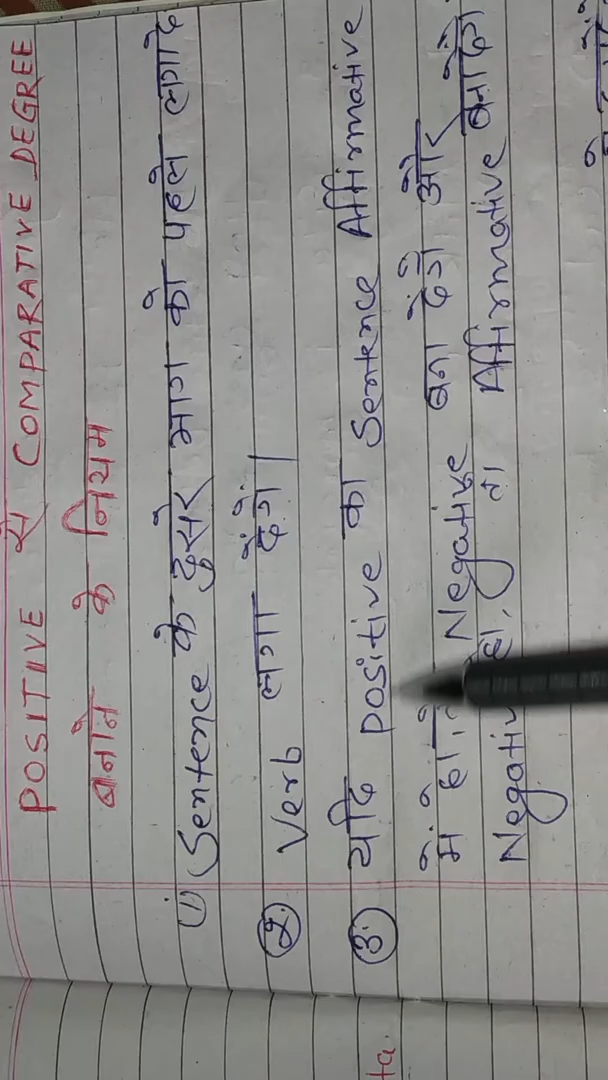 POSITIVE से COMPARATIVE DEGREE
बनाने के नियम
(1) Sentence के दुसरे भाग को पहले लगादे
(2.) Verb लगा देंगे।
(3.) यदि positive का Sentence Affirmative
में हो, Negative बना देंगे और
हो, तो Affirmative बना देंगे
ta.